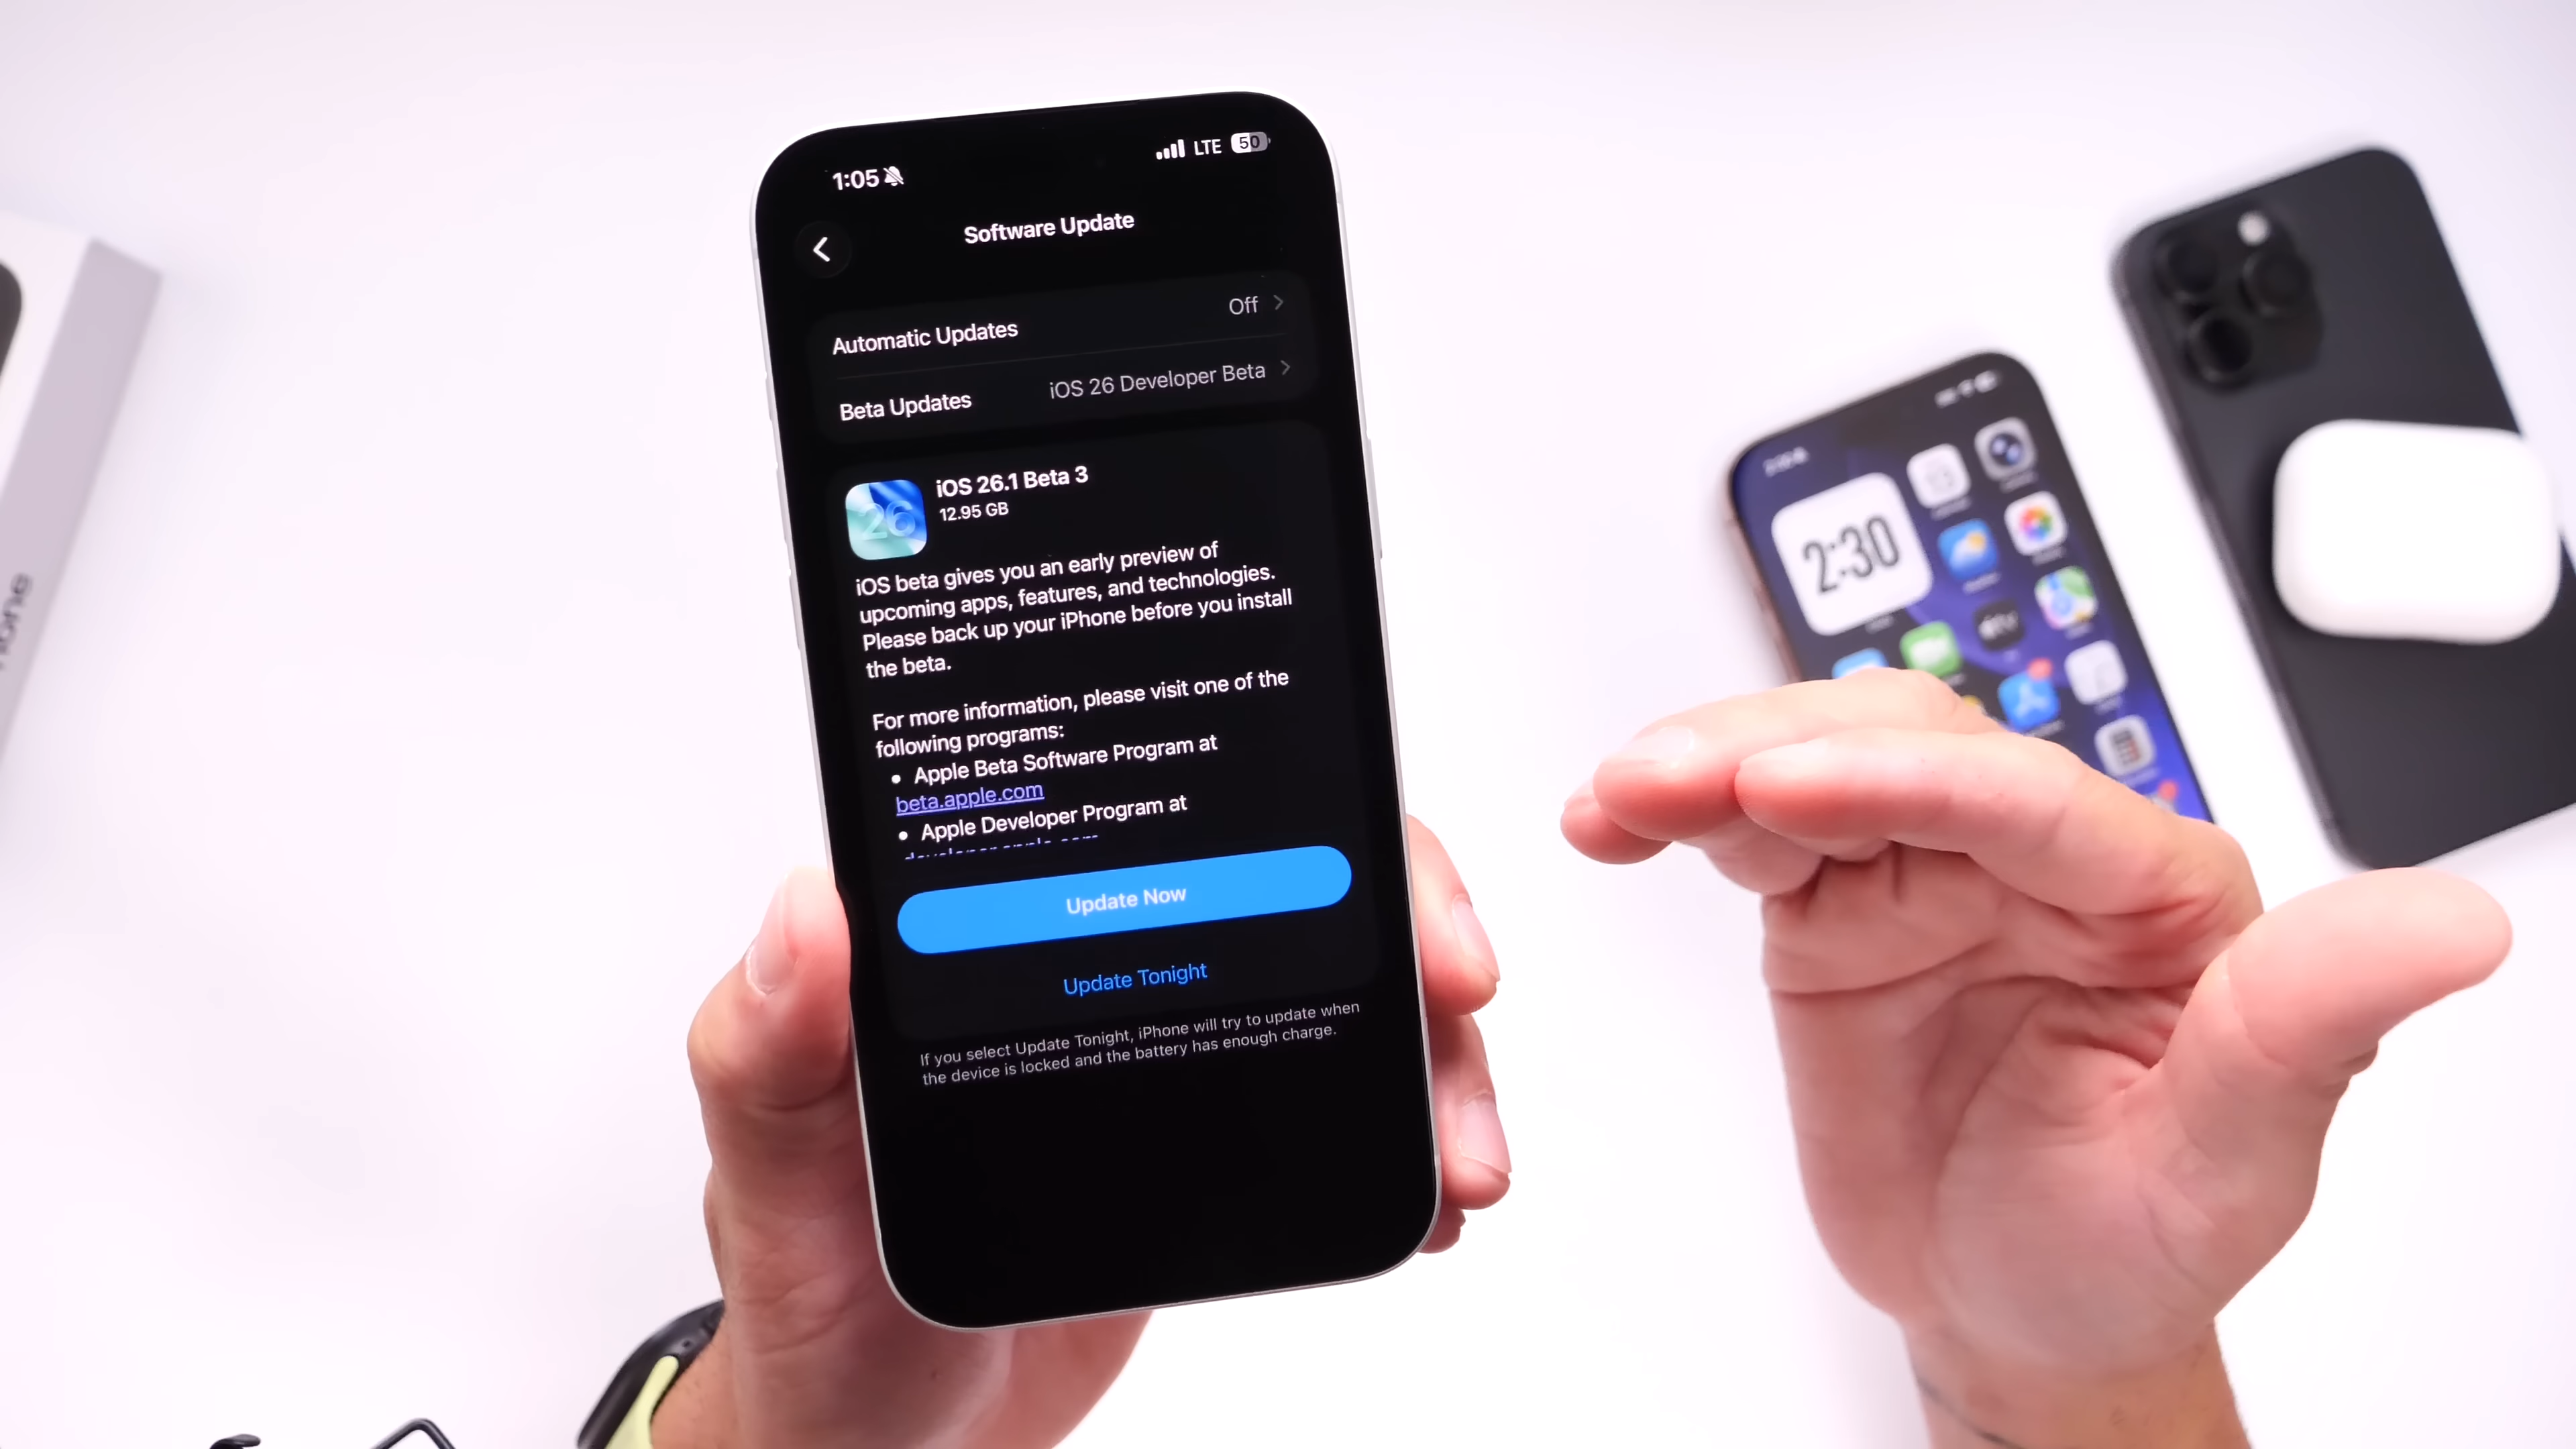 1:05
LTE 50
Software Update
Automatic Updates Off
Beta Updates iOS 26 Developer Beta
26
iOS 26.1 Beta 3
12.95 GB
iOS beta gives you an early preview of
upcoming apps, features, and technologies.
Please back up your iPhone before you install
the beta.
For more information, please visit one of the
following programs:
• Apple Beta Software Program at
beta.apple.com
• Apple Developer Program at
developer.apple.com
Update Now
Update Tonight
If you select Update Tonight, iPhone will try to update when
the device is locked and the battery has enough charge.
2:30